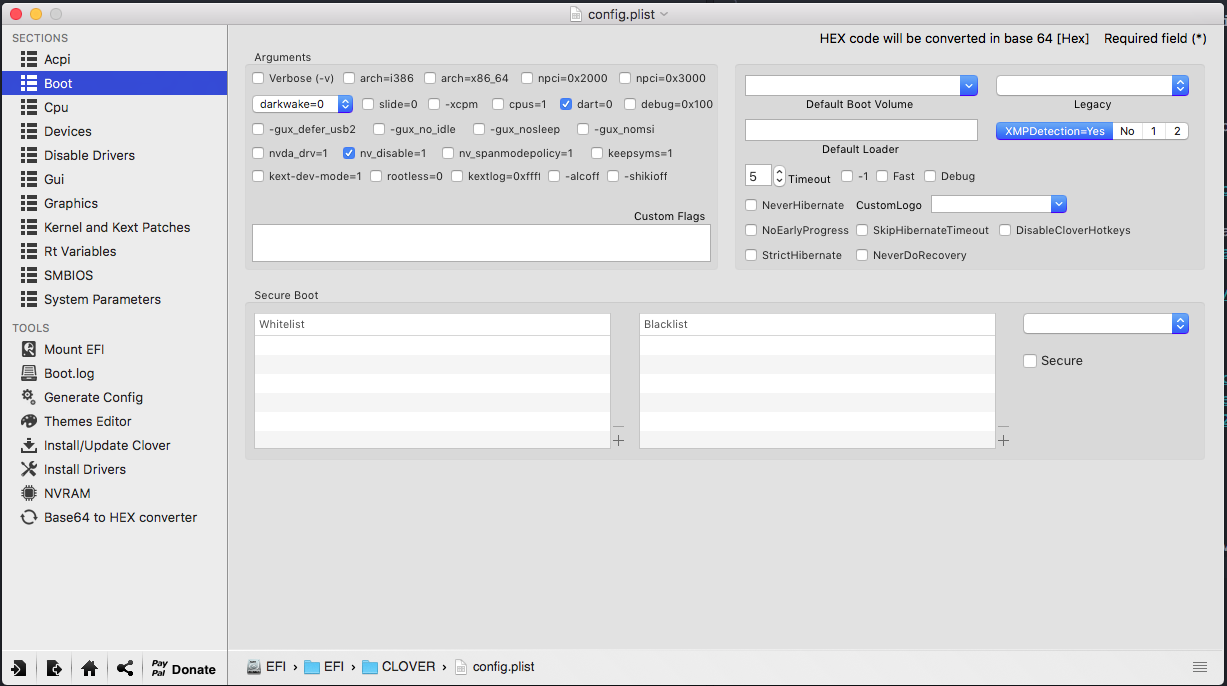 config.plist
SECTIONS
Acpi
Boot
Cpu
Devices
Disable Drivers
Gui
Graphics
Kernel and Kext Patches
Rt Variables
SMBIOS
System Parameters
TOOLS
Mount EFI
Boot.log
Generate Config
Themes Editor
Install/Update Clover
Install Drivers
NVRAM
Base64 to HEX converter
Pay Pal Donate
HEX code will be converted in base 64 [Hex] Required field (*)
Arguments
Verbose (-v) arch=i386 arch=x86_64 npci=0x2000 npci=0x3000
darkwake=0 slide=0 -xcpm cpus=1 dart=0 debug=0x100
-gux_defer_usb2 -gux_no_idle -gux_nosleep -gux_nomsi
nvda_drv=1 nv_disable=1 nv_spanmodepolicy=1 keepsyms=1
kext-dev-mode=1 rootless=0 kextlog=0xffff -alcoff -shikioff
Custom Flags
Default Boot Volume Legacy
XMPDetection=Yes No 1 2
Default Loader
5 Timeout -1 Fast Debug
NeverHibernate CustomLogo
NoEarlyProgress SkipHibernateTimeout DisableCloverHotkeys
StrictHibernate NeverDoRecovery
Secure Boot
Whitelist Blacklist
Secure
EFI › EFI › CLOVER › config.plist